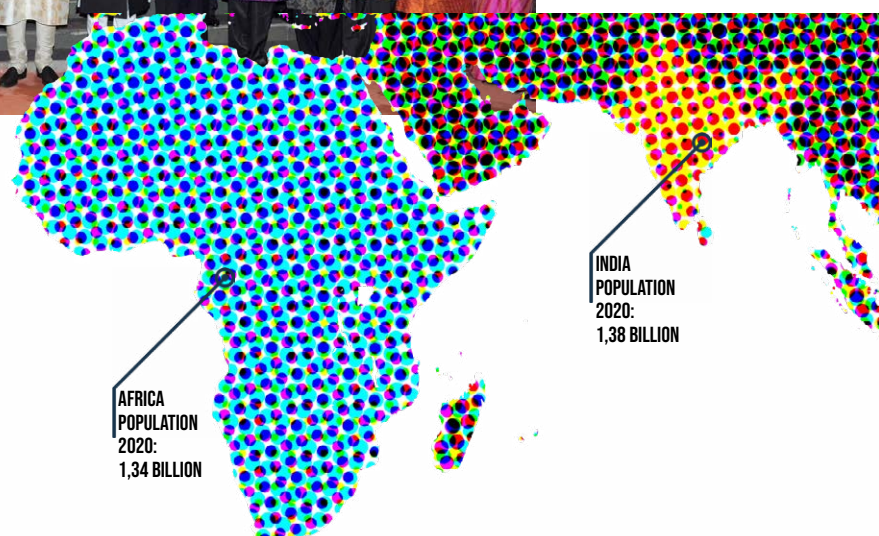 INDIA
POPULATION
2020:
1,38 BILLION
AFRICA
POPULATION
2020:
1,34 BILLION